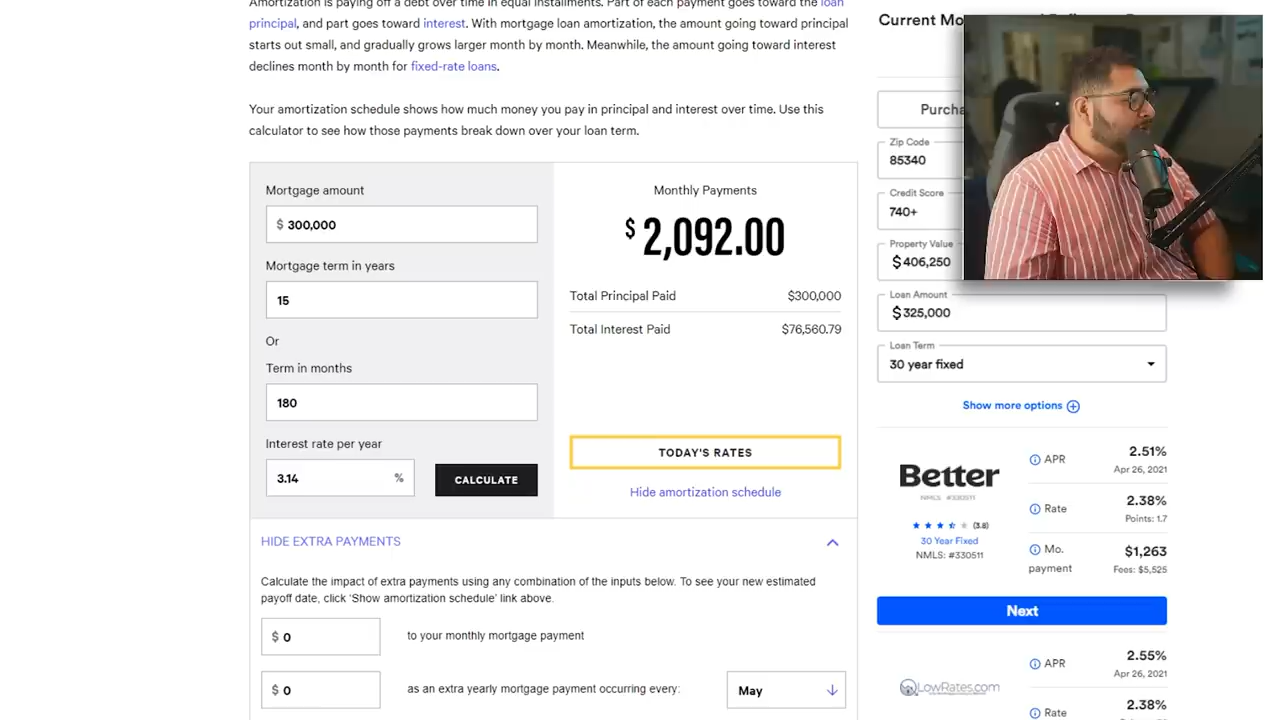 Amortization is paying off a debt over time in equal installments. Part of each payment goes toward the loan
principal, and part goes toward interest. With mortgage loan amortization, the amount going toward principal
starts out small, and gradually grows larger month by month. Meanwhile, the amount going toward interest
declines month by month for fixed-rate loans.
Your amortization schedule shows how much money you pay in principal and interest over time. Use this
calculator to see how those payments break down over your loan term.
Mortgage amount
$ 300,000
Mortgage term in years
15
Or
Term in months
180
Interest rate per year
3.14 %
CALCULATE
Monthly Payments
$ 2,092.00
Total Principal Paid $300,000
Total Interest Paid $76,560.79
TODAY'S RATES
Hide amortization schedule
HIDE EXTRA PAYMENTS
Calculate the impact of extra payments using any combination of the inputs below. To see your new estimated
payoff date, click 'Show amortization schedule' link above.
$ 0 to your monthly mortgage payment
$ 0 as an extra yearly mortgage payment occurring every: May
Current Mo
Purcha
Zip Code
85340
Credit Score
740+
Property Value
$406,250
Loan Amount
$325,000
Loan Term
30 year fixed
Show more options
Better
NMLS #330511
(3.8)
30 Year Fixed
NMLS: #330511
APR 2.51%
Apr 26, 2021
Rate 2.38%
Points: 1.7
Mo. payment $1,263
Fees: $5,525
Next
LowRates.com
APR 2.55%
Apr 26, 2021
Rate 2.38%